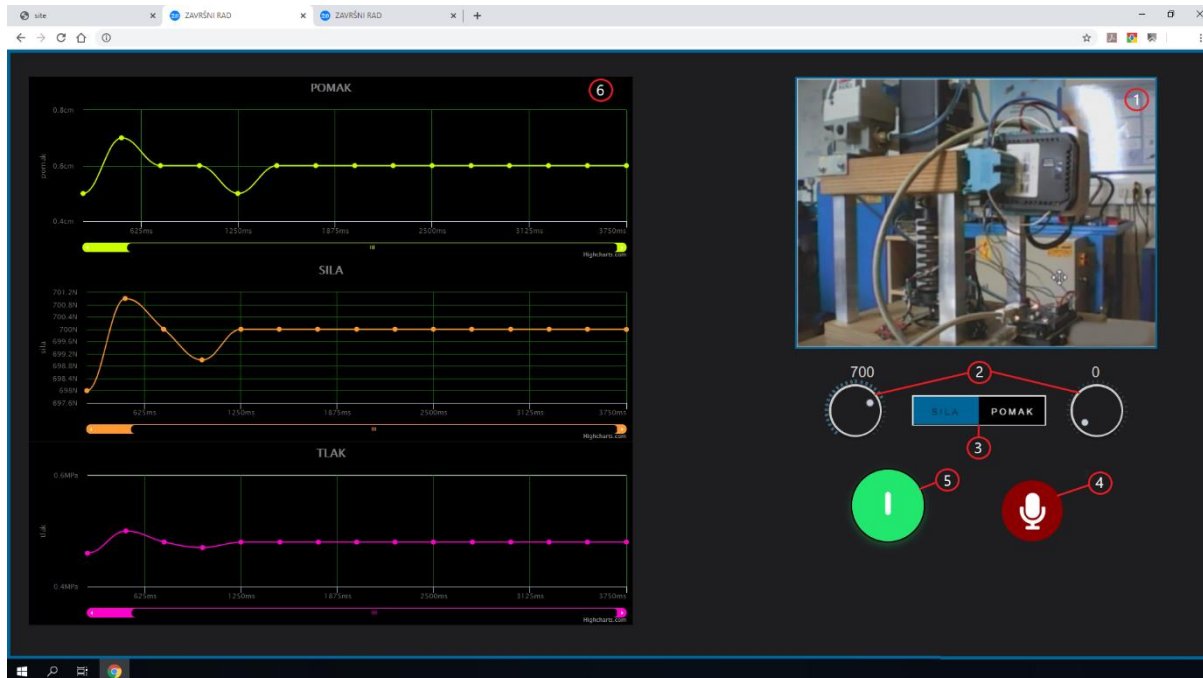 site
ZAVRŠNI RAD
ZAVRŠNI RAD
POMAK
6
0.8cm
0.6cm
0.4cm
pomak
625ms 1250ms 1875ms 2500ms 3125ms 3750ms
Highcharts.com
SILA
701.2N
700.8N
700.4N
700N
699.6N
699.2N
698.8N
698.4N
698N
697.6N
sila
625ms 1250ms 1875ms 2500ms 3125ms 3750ms
Highcharts.com
TLAK
0.6MPa
0.4MPa
tlak
625ms 1250ms 1875ms 2500ms 3125ms 3750ms
Highcharts.com
1
700
2
0
SILA POMAK
3
5
4